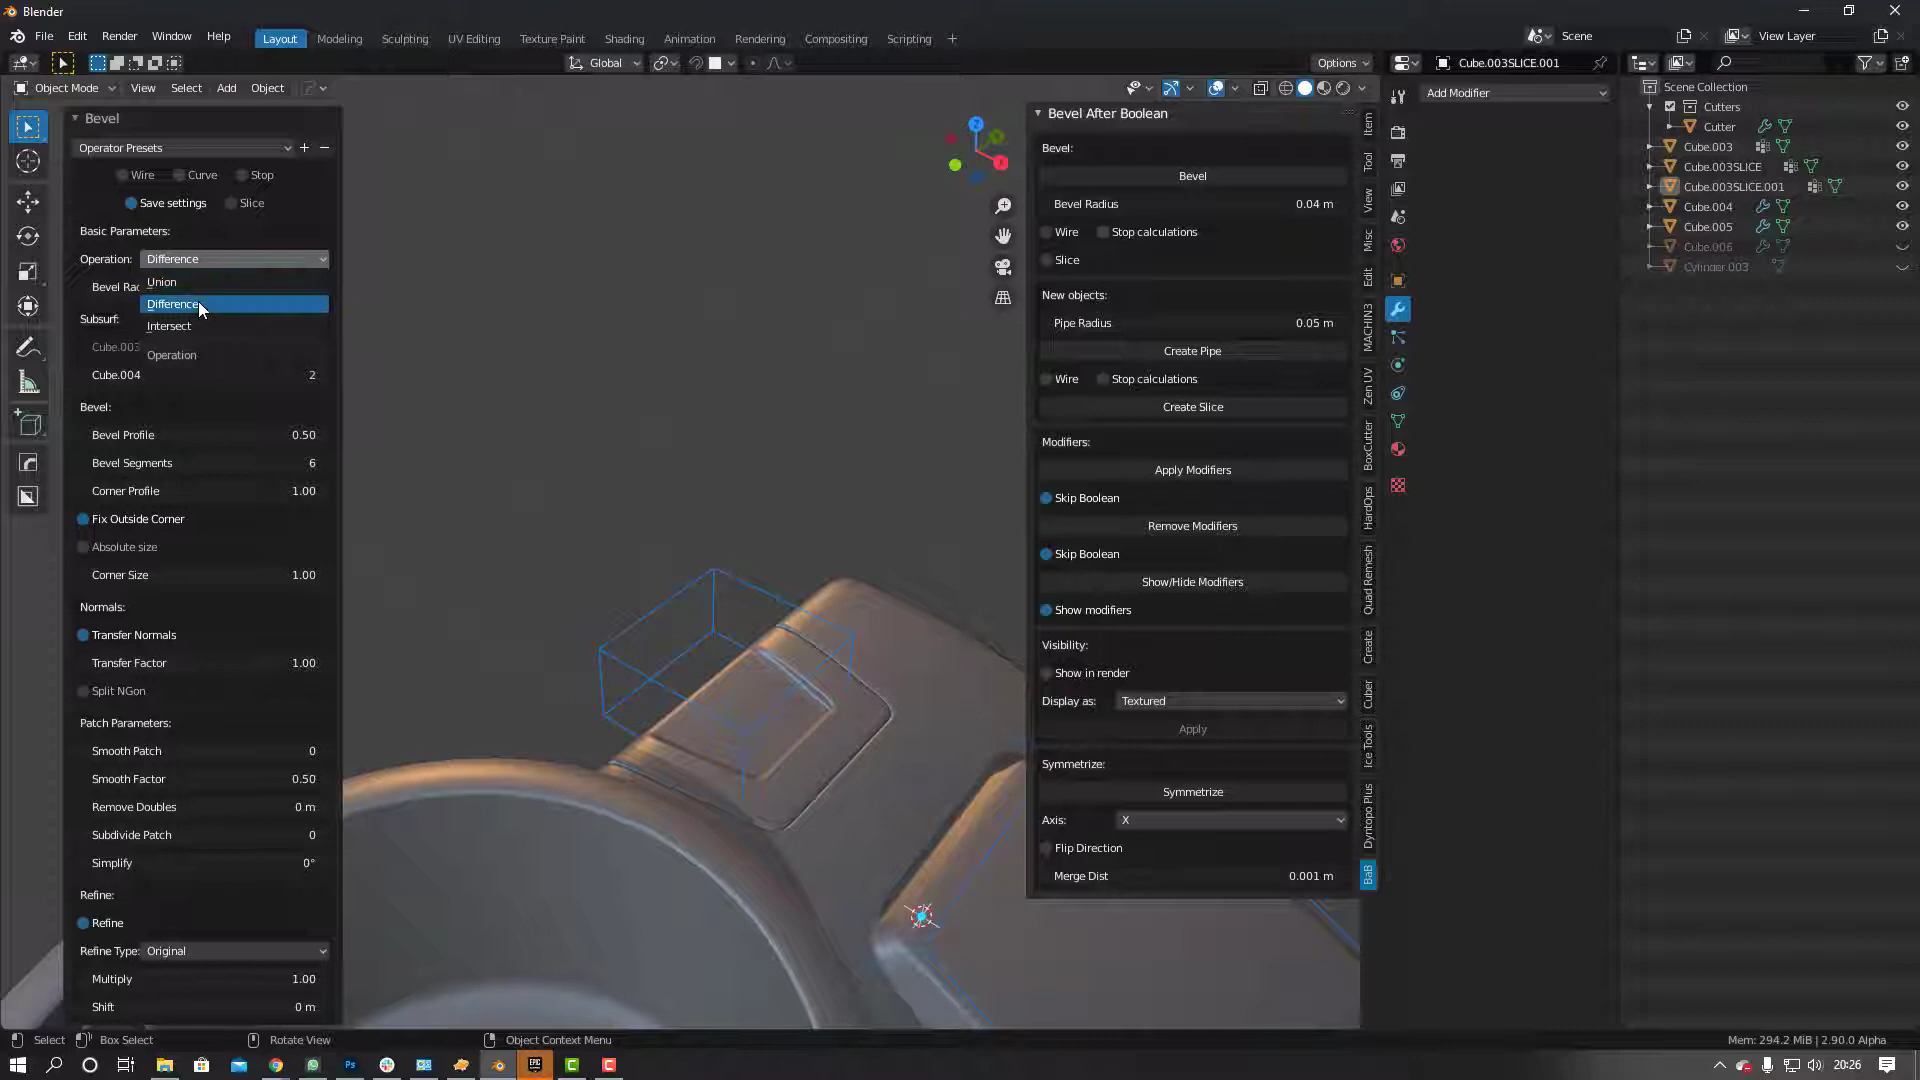 Blender
File Edit Render Window Help Layout Modeling Sculpting UV Editing Texture Paint Shading Animation Rendering Compositing Scripting + Scene View Layer
Global Options Cube.003SLICE.001
Object Mode View Select Add Object
Bevel
Operator Presets + −
Wire Curve Stop
Save settings Slice
Basic Parameters:
Operation: Difference
Union
Bevel Rac
Difference
Subsurf:
Intersect
Cube.003
Operation
Cube.004 2
Bevel:
Bevel Profile 0.50
Bevel Segments 6
Corner Profile 1.00
Fix Outside Corner
Absolute size
Corner Size 1.00
Normals:
Transfer Normals
Transfer Factor 1.00
Split NGon
Patch Parameters:
Smooth Patch 0
Smooth Factor 0.50
Remove Doubles 0 m
Subdivide Patch 0
Simplify 0°
Refine:
Refine
Refine Type: Original
Multiply 1.00
Shift 0 m
Z
X
Bevel After Boolean
Bevel:
Bevel
Bevel Radius 0.04 m
Wire Stop calculations
Slice
New objects:
Pipe Radius 0.05 m
Create Pipe
Wire Stop calculations
Create Slice
Modifiers:
Apply Modifiers
Skip Boolean
Remove Modifiers
Skip Boolean
Show/Hide Modifiers
Show modifiers
Visibility:
Show in render
Display as: Textured
Apply
Symmetrize:
Symmetrize
Axis: X
Flip Direction
Merge Dist 0.001 m
Item
Tool
View
Misc
Edit
MACHIN3
Zen UV
BoxCutter
HardOps
Quad Remesh
Create
Cuber
Ice Tools
Dyntopo Plus
BaB
Add Modifier
Scene Collection
Cutters
Cutter
Cube.003
Cube.003SLICE
Cube.003SLICE.001
Cube.004
Cube.005
Cube.006
Cylinder.003
Select Box Select Rotate View Object Context Menu Mem: 294.2 MiB | 2.90.0 Alpha
Ps EPIC C C 20:26